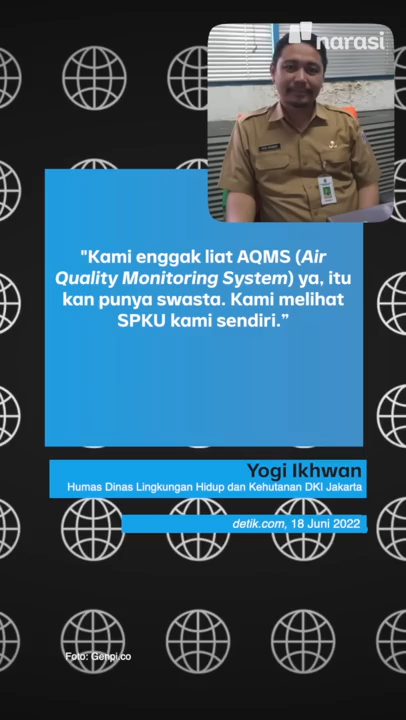 narasi
"Kami enggak liat AQMS (Air
Quality Monitoring System) ya, itu
kan punya swasta. Kami melihat
SPKU kami sendiri.”
Yogi Ikhwan
Humas Dinas Lingkungan Hidup dan Kehutanan DKI Jakarta
detik.com, 18 Juni 2022
Foto: Genpi.co